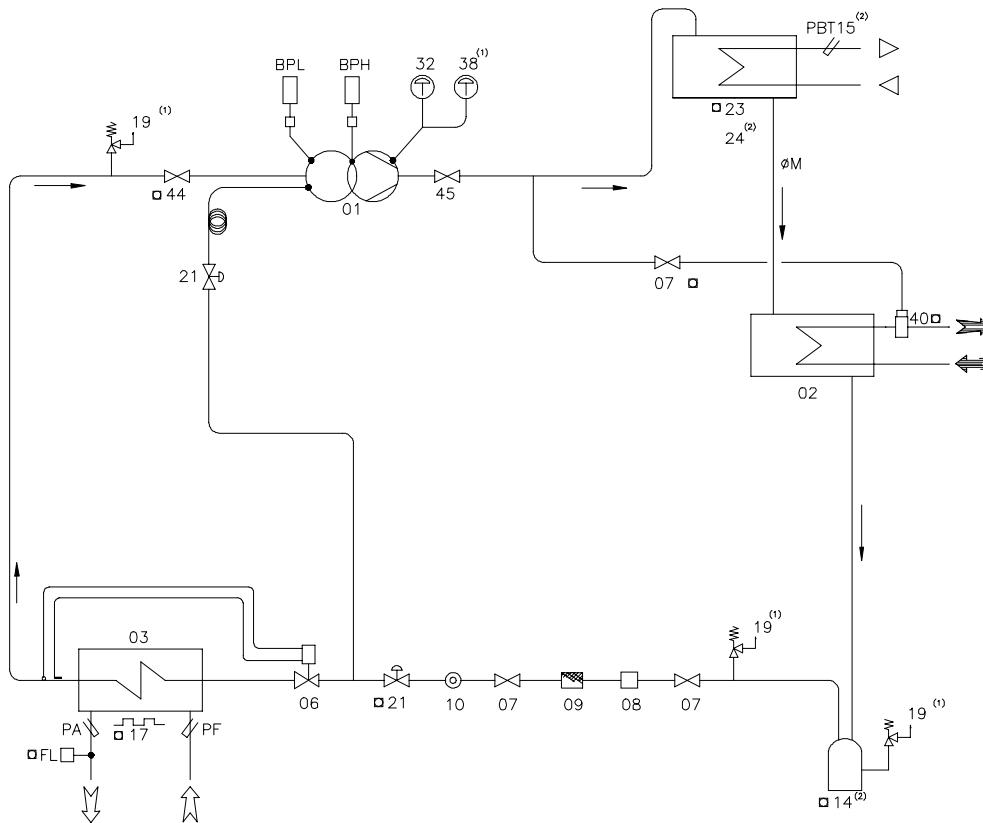 PBT15(2)
BPL BPH 32 38(1)
19(1)
23
24(2)
ØM
44 01 45
21
07
40
02
03
19(1)
06 21 10 07 09 08 07
PA 17 PF
FL
19(1)
14(2)